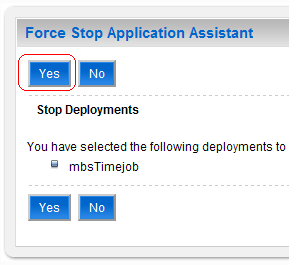 Force Stop Application Assistant
Yes No
Stop Deployments
You have selected the following deployments to
mbsTimejob
Yes No